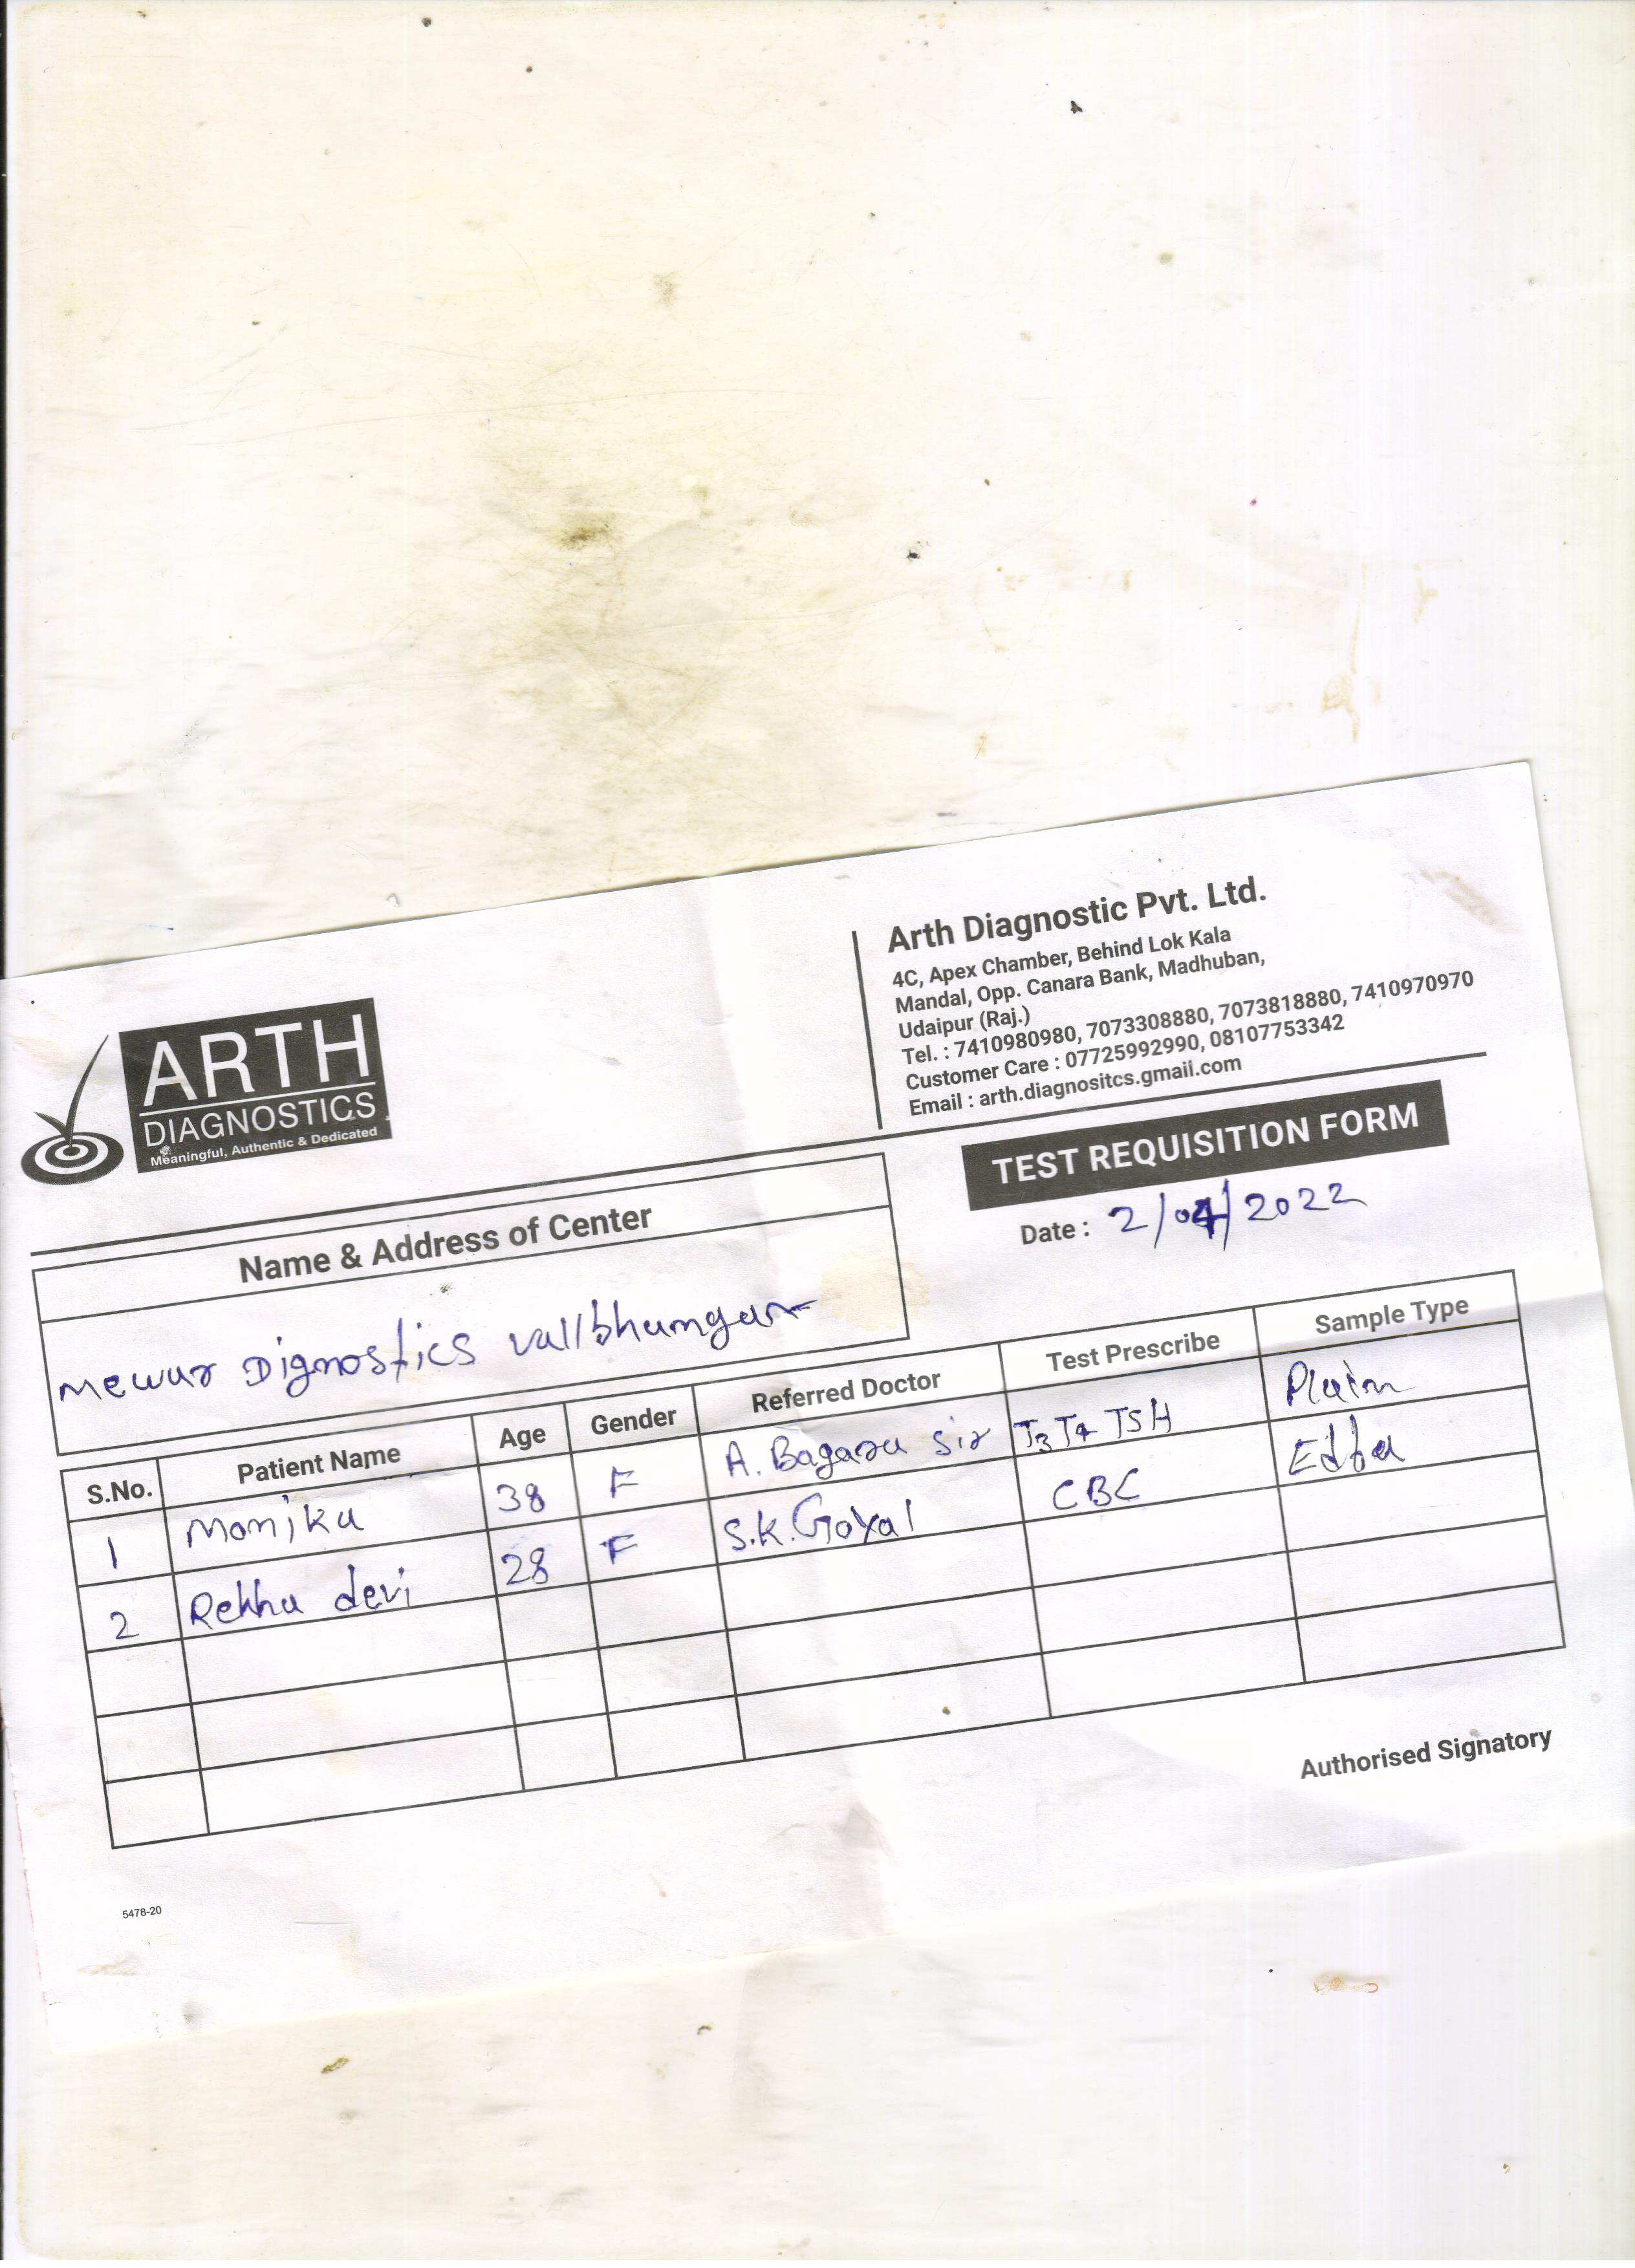 ARTH
DIAGNOSTICS
Meaningful, Authentic & Dedicated
Arth Diagnostic Pvt. Ltd.
4C, Apex Chamber, Behind Lok Kala
Mandal, Opp. Canara Bank, Madhuban,
Udaipur (Raj.)
Tel. : 7410980980, 7073308880, 7073818880, 7410970970
Customer Care : 07725992990, 08107753342
Email : arth.diagnositcs.gmail.com
TEST REQUISITION FORM
Date : 2/04/2022
Name & Address of Center
Mewar Dignostics vallbhamgar
S.No. Patient Name Age Gender Referred Doctor Test Prescribe Sample Type
1 Monika 38 F A. Bagara sir T3 T4 TSH Plain
2 Rekha devi 28 F S.K. Goyal CBC Edta
Authorised Signatory
5478-20